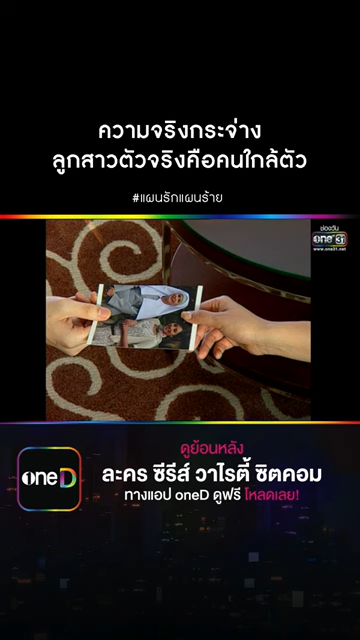 ความจริงกระจ่าง
ลูกสาวตัวจริงคือคนใกล้ตัว
#แผนรักแผนร้าย
ช่องวัน
one31
www.one31.net
oneD
ดูย้อนหลัง
ละคร ซีรีส์ วาไรตี้ ซิตคอม
ทางแอป oneD ดูฟรี โหลดเลย!